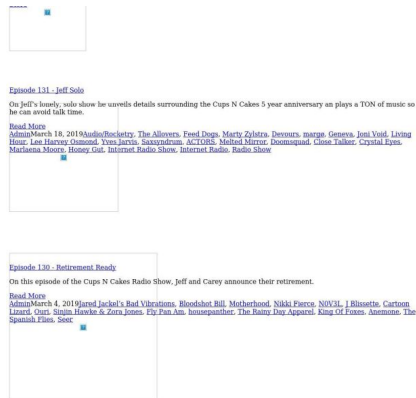 Episode 131 - Jeff Solo
On Jeff's lonely, solo show he unveils details surrounding the Cups N Cakes 5 year anniversary an plays a TON of music so
he can avoid talk time.
Read More
AdminMarch 18, 2019Audio/Rocketry, The Allovers, Feed Dogs, Marty Zylstra, Devours, marge, Geneva, Joni Void, Living
Hour, Lee Harvey Osmond, Yves Jarvis, Saxsyndrum, ACTORS, Melted Mirror, Doomsquad, Close Talker, Crystal Eyes,
Marlaena Moore, Honey Gut, Internet Radio Show, Internet Radio, Radio Show
Episode 130 - Retirement Ready
On this episode of the Cups N Cakes Radio Show, Jeff and Carey announce their retirement.
Read More
AdminMarch 4, 2019Jared Jackel's Bad Vibrations, Bloodshot Bill, Motherhood, Nikki Fierce, N0V3L, J Blissette, Cartoon
Lizard, Ouri, Sinjin Hawke & Zora Jones, Fly Pan Am, housepanther, The Rainy Day Apparel, King Of Foxes, Anemone, The
Spanish Flies, Seer